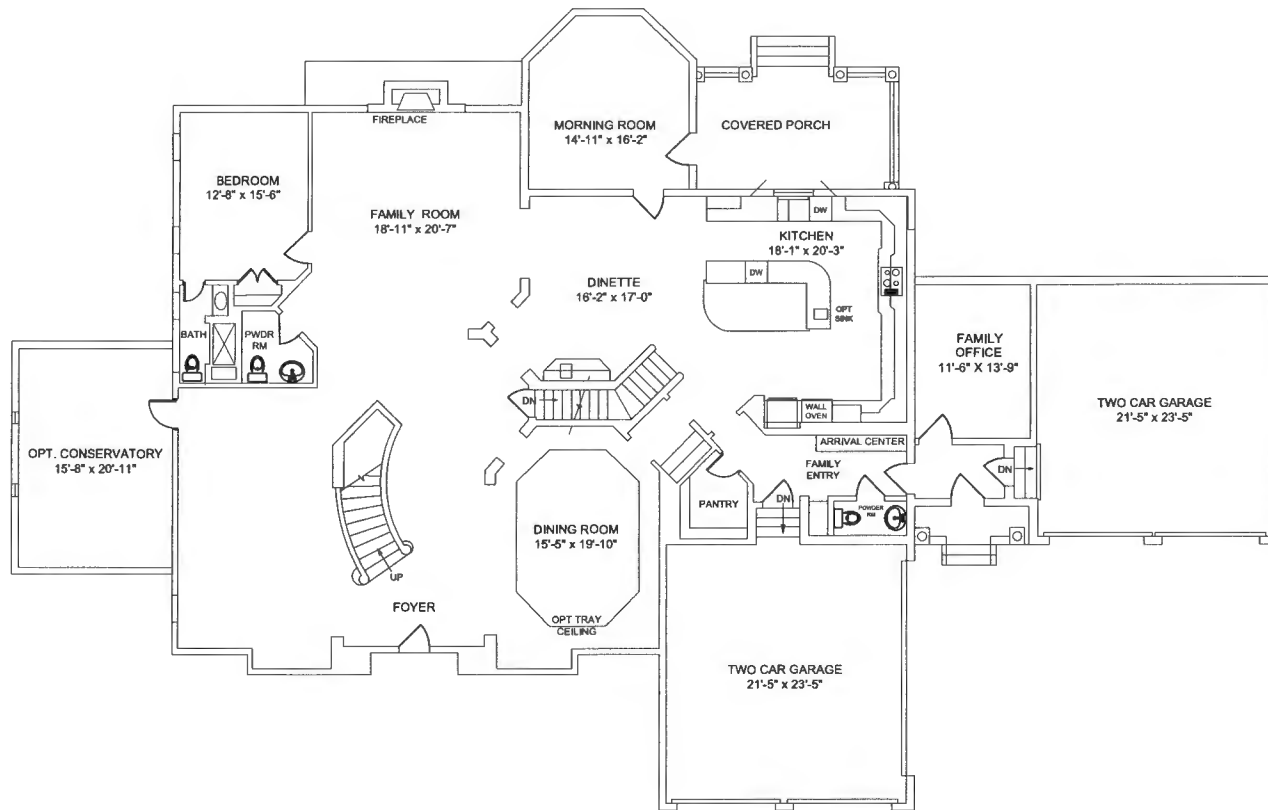 FIREPLACE
MORNING ROOM
14'-11" x 16'-2"
COVERED PORCH
BEDROOM
12'-8" x 15'-6"
FAMILY ROOM
18'-11" x 20'-7"
DW
KITCHEN
18'-1" x 20'-3"
DINETTE
16'-2" x 17'-0"
DW
OPT
SINK
BATH
PWDR
RM
FAMILY
OFFICE
11'-6" X 13'-9"
TWO CAR GARAGE
21'-5" x 23'-5"
DN
WALL
OVEN
ARRIVAL CENTER
OPT. CONSERVATORY
15'-8" x 20'-11"
FAMILY
ENTRY
DN
PANTRY
DN
POWDER
RM
DINING ROOM
15'-5" x 19'-10"
UP
FOYER
OPT TRAY
CEILING
TWO CAR GARAGE
21'-5" x 23'-5"